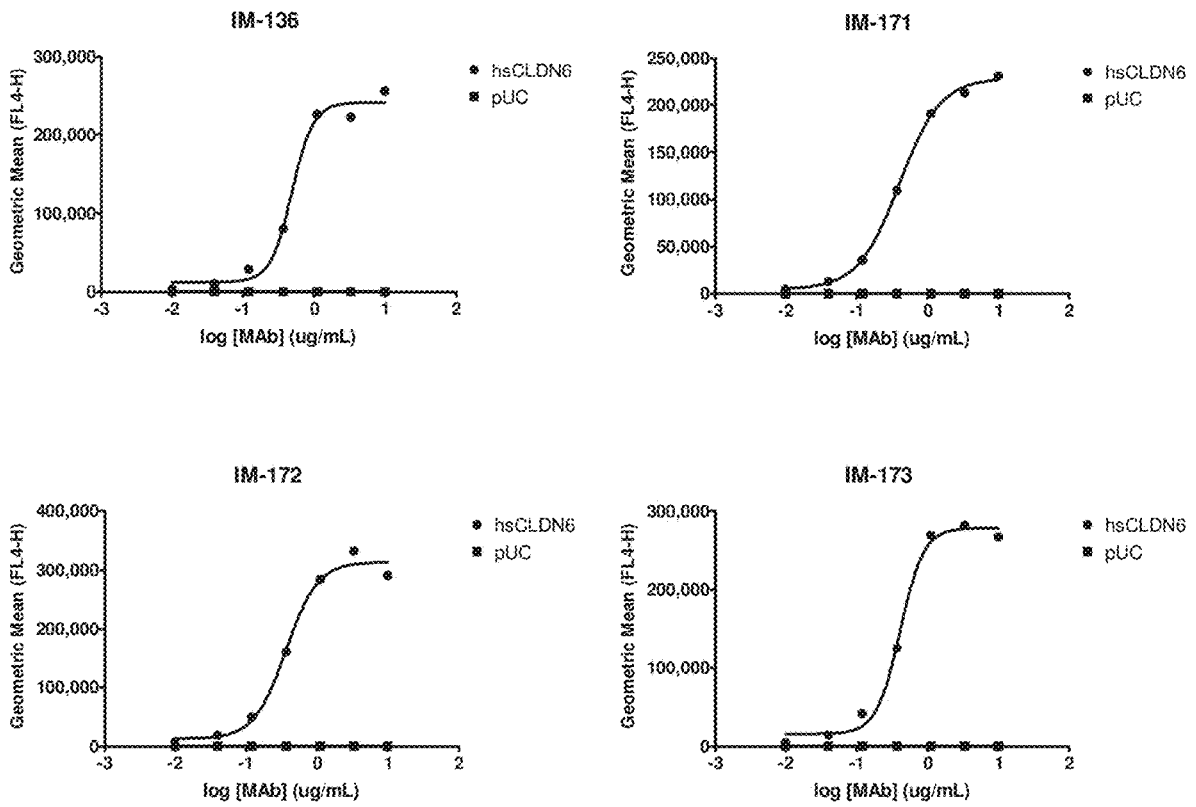 IM-136
300,000
200,000
100,000
0
-3
-2
-1
0
1
2
Geometric Mean (FL4-H)
log [MAb] (ug/mL)
hsCLDN6
pUC
IM-171
250,000
200,000
150,000
100,000
50,000
0
-3
-2
-1
0
1
2
Geometric Mean (FL4-H)
log [MAb] (ug/mL)
hsCLDN6
pUC
IM-172
400,000
300,000
200,000
100,000
0
-3
-2
-1
0
1
2
Geometric Mean (FL4-H)
log [MAb] (ug/mL)
hsCLDN6
pUC
IM-173
300,000
200,000
100,000
0
-3
-2
-1
0
1
2
Geometric Mean (FL4-H)
log [MAb] (ug/mL)
hsCLDN6
pUC